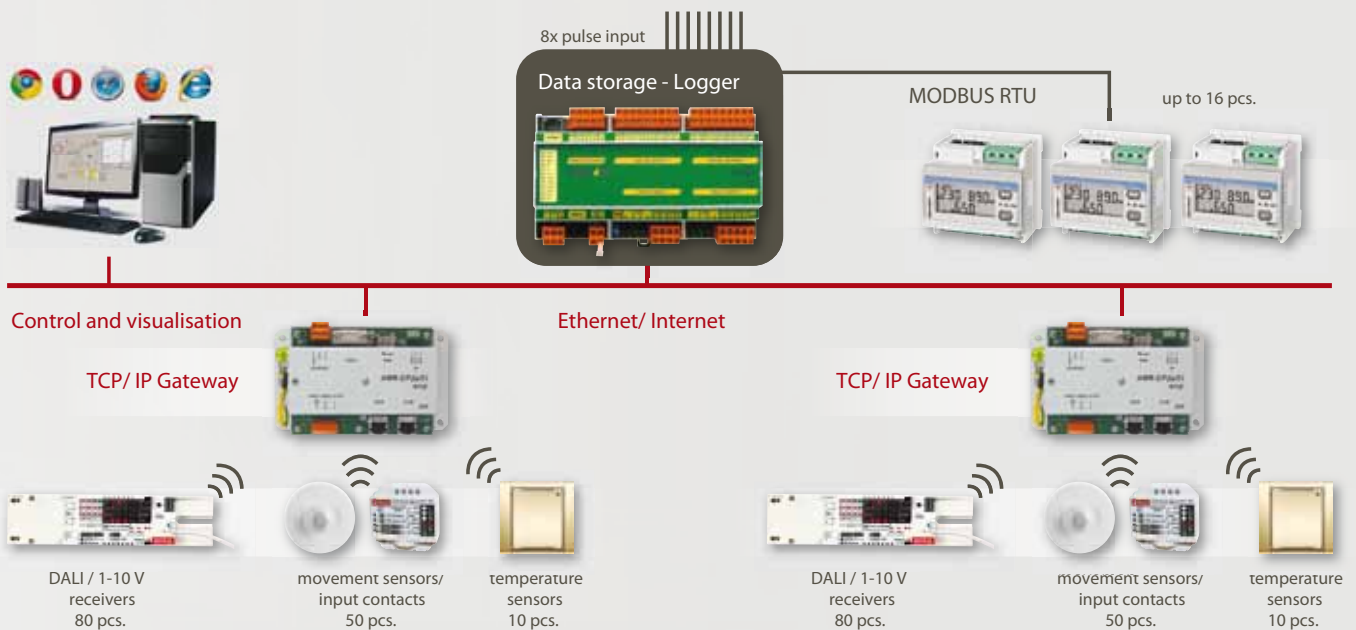 8x pulse input
Data storage - Logger
MODBUS RTU
up to 16 pcs.
Control and visualisation
Ethernet/ Internet
TCP/ IP Gateway
TCP/ IP Gateway
DALI / 1-10 V
receivers
80 pcs.
movement sensors/
input contacts
50 pcs.
temperature
sensors
10 pcs.
DALI / 1-10 V
receivers
80 pcs.
movement sensors/
input contacts
50 pcs.
temperature
sensors
10 pcs.